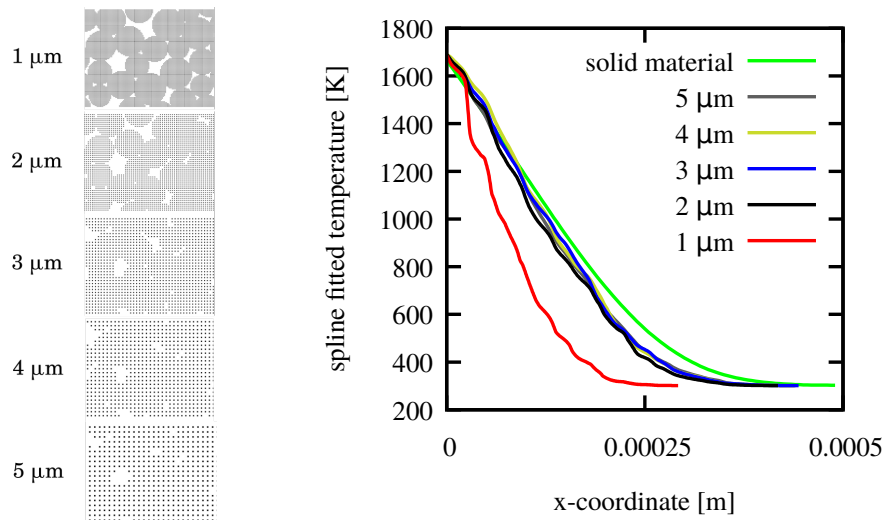 1 μm
2 μm
3 μm
4 μm
5 μm
spline fitted temperature [K]
1800
1600
1400
1200
1000
800
600
400
200
solid material
5 μm
4 μm
3 μm
2 μm
1 μm
0 0.00025 0.0005
x-coordinate [m]